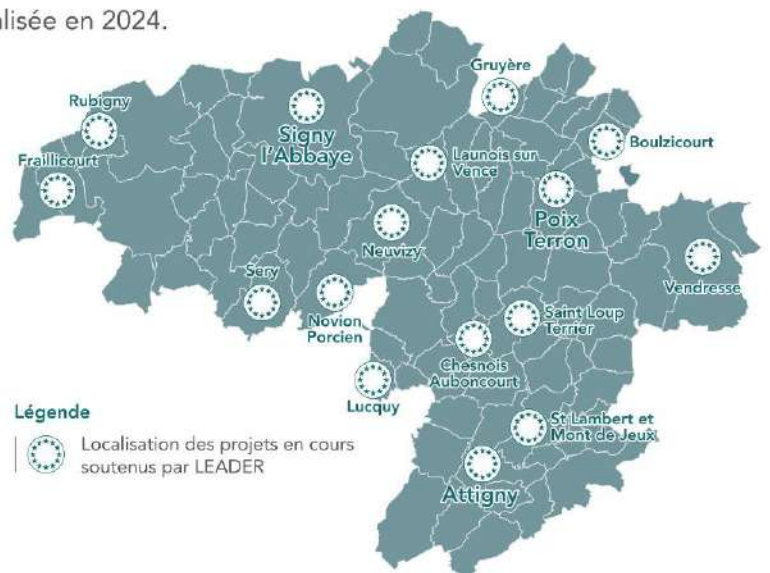 alisée en 2024.
Gruyère
Rubigny
Signy
l'Abbaye
Boulzicourt
Fraillicourt
Launois sur
Vence
Poix
Terron
Neuvizy
Sery
Vendresse
Novion
Porcien
Saint Loup
Terrier
Chesnois
Auboncourt
Lucquy
Légende
Localisation des projets en cours
soutenus par LEADER
St Lambert et
Mont de Jeux
Attigny